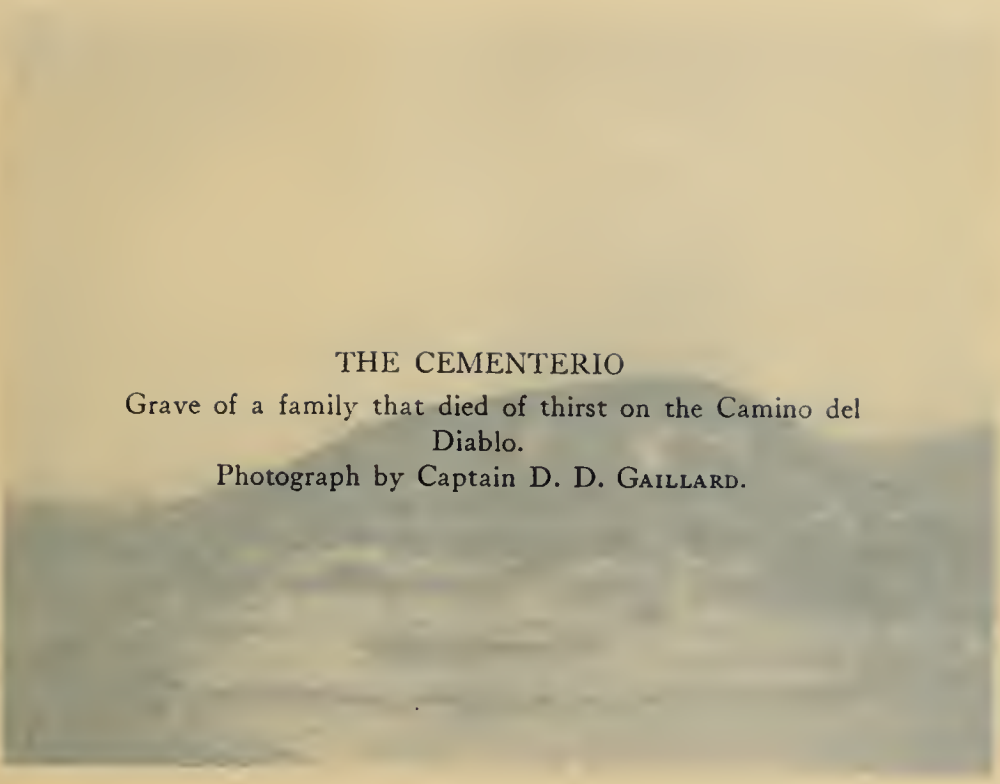 THE CEMENTERIO
Grave of a family that died of thirst on the Camino del
Diablo.
Photograph by Captain D. D. GAILLARD.